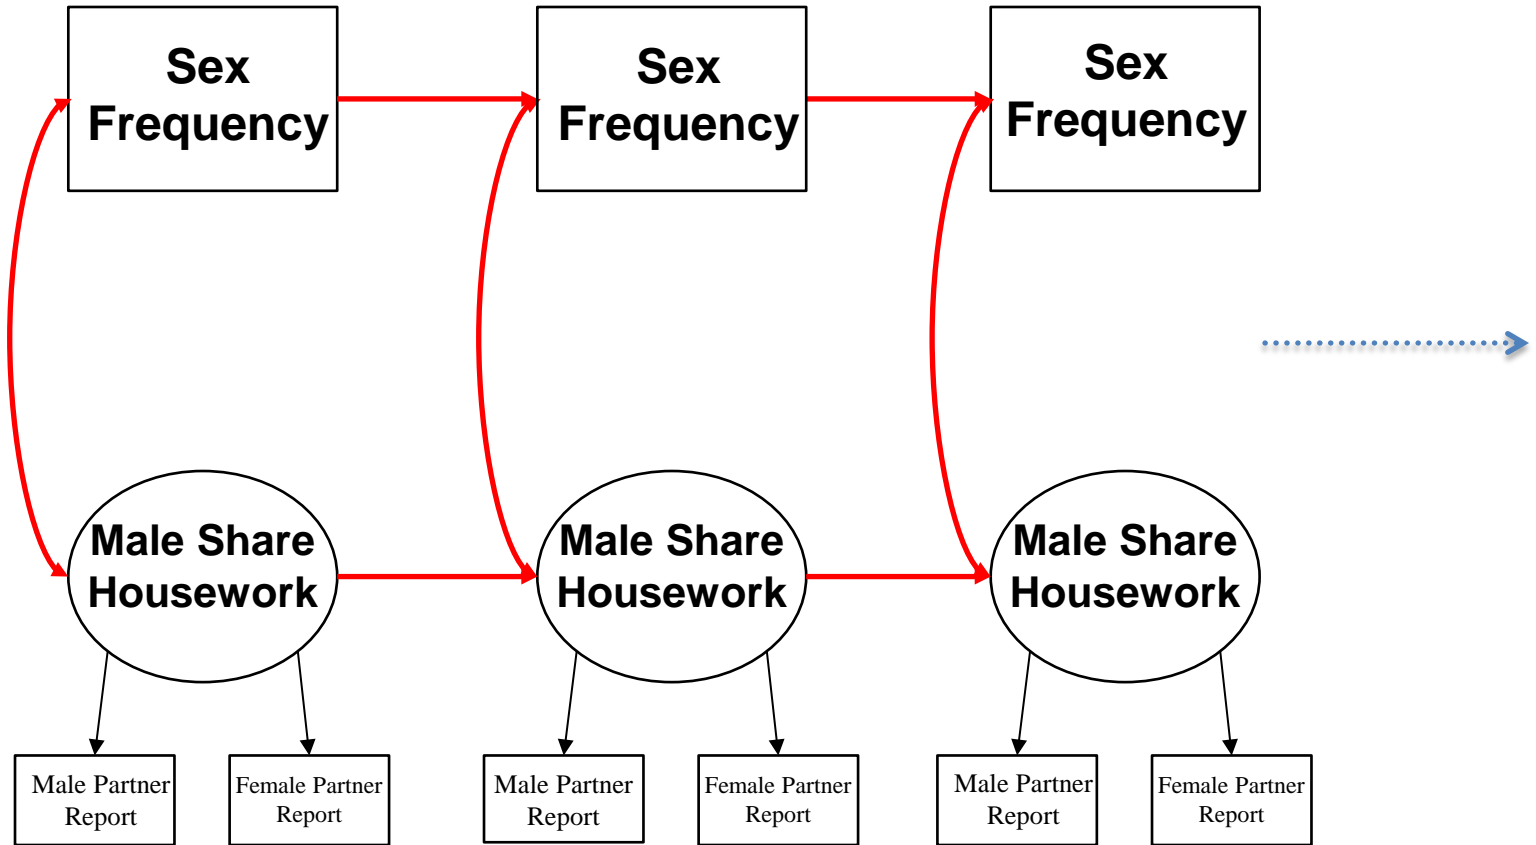 Sex
Frequency
Sex
Frequency
Sex
Frequency
Male Share
Housework
Male Share
Housework
Male Share
Housework
Male Partner
Report
Female Partner
Report
Male Partner
Report
Female Partner
Report
Male Partner
Report
Female Partner
Report